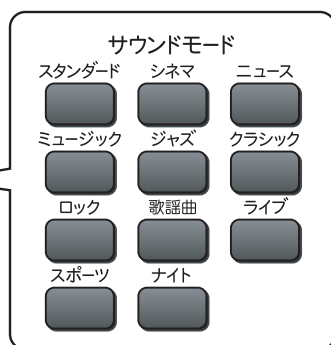 サウンドモード
スタンダード シネマ ニュース
ミュージック ジャズ クラシック
ロック 歌謡曲 ライブ
スポーツ ナイト